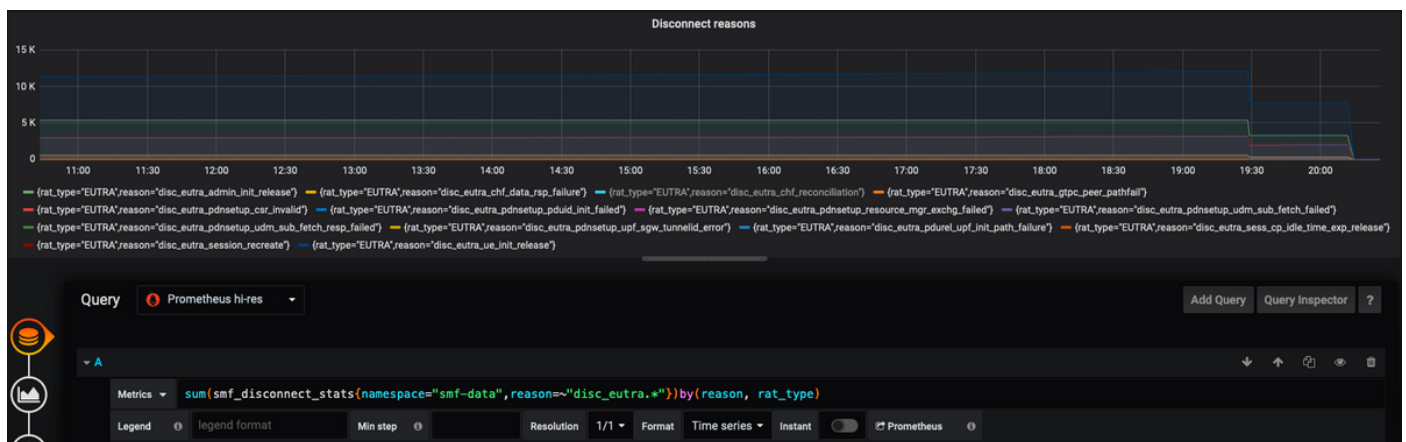 Disconnect reasons
15 K
10 K
5 K
0
11:00 11:30 12:00 12:30 13:00 13:30 14:00 14:30 15:00 15:30 16:00 16:30 17:00 17:30 18:00 18:30 19:00 19:30 20:00
{rat_type="EUTRA",reason="disc_eutra_admin_init_release"} {rat_type="EUTRA",reason="disc_eutra_chf_data_rsp_failure"} {rat_type="EUTRA",reason="disc_eutra_chf_reconciliation"} {rat_type="EUTRA",reason="disc_eutra_gtpc_peer_pathfail"}
{rat_type="EUTRA",reason="disc_eutra_pdnsetup_csr_invalid"} {rat_type="EUTRA",reason="disc_eutra_pdnsetup_pduid_init_failed"} {rat_type="EUTRA",reason="disc_eutra_pdnsetup_resource_mgr_exchg_failed"} {rat_type="EUTRA",reason="disc_eutra_pdnsetup_udm_sub_fetch_failed"}
{rat_type="EUTRA",reason="disc_eutra_pdnsetup_udm_sub_fetch_resp_failed"} {rat_type="EUTRA",reason="disc_eutra_pdnsetup_upf_sgw_tunnelid_error"} {rat_type="EUTRA",reason="disc_eutra_pdurel_upf_init_path_failure"} {rat_type="EUTRA",reason="disc_eutra_sess_cp_idle_time_exp_release"}
{rat_type="EUTRA",reason="disc_eutra_session_recreate"} {rat_type="EUTRA",reason="disc_eutra_ue_init_release"}
Query Prometheus hi-res Add Query Query Inspector ?
A
Metrics sum(smf_disconnect_stats{namespace="smf-data",reason=~"disc_eutra.*"})by(reason, rat_type)
Legend legend format Min step Resolution 1/1 Format Time series Instant Prometheus